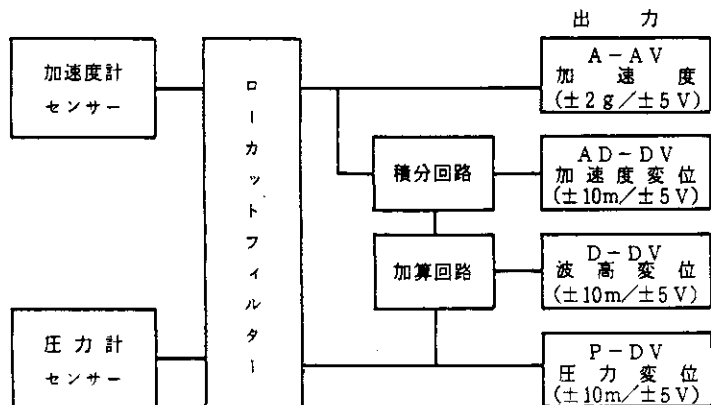 出 力
加速度計
センサー
ローカットフィルター
A－AV
加 速 度
(±2g／±5V)
積分回路
AD－DV
加速度変位
(±10m／±5V)
加算回路
D－DV
波高変位
(±10m／±5V)
圧力計
センサー
P－DV
圧力変位
(±10m／±5V)